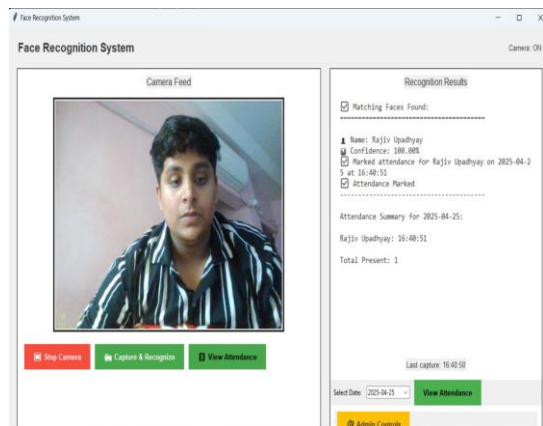 Face Recognition System
Face Recognition System
Camera: ON
Camera Feed
Stop Camera
Capture & Recognize
View Attendance
Recognition Results
Matching Faces Found:
========================================
Name: Rajiv Upadhyay
Confidence: 100.00%
Marked attendance for Rajiv Upadhyay on 2025-04-2
5 at 16:40:51
Attendance Marked
----------------------------------------
Attendance Summary for 2025-04-25:
Rajiv Upadhyay: 16:40:51
Total Present: 1
Last capture: 16:40:50
Select Date: 2025-04-25 View Attendance
Admin Controls